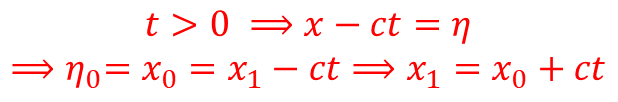 t > 0 ⟹ x − ct = η
⟹ η₀ = x₀ = x₁ − ct ⟹ x₁ = x₀ + ct